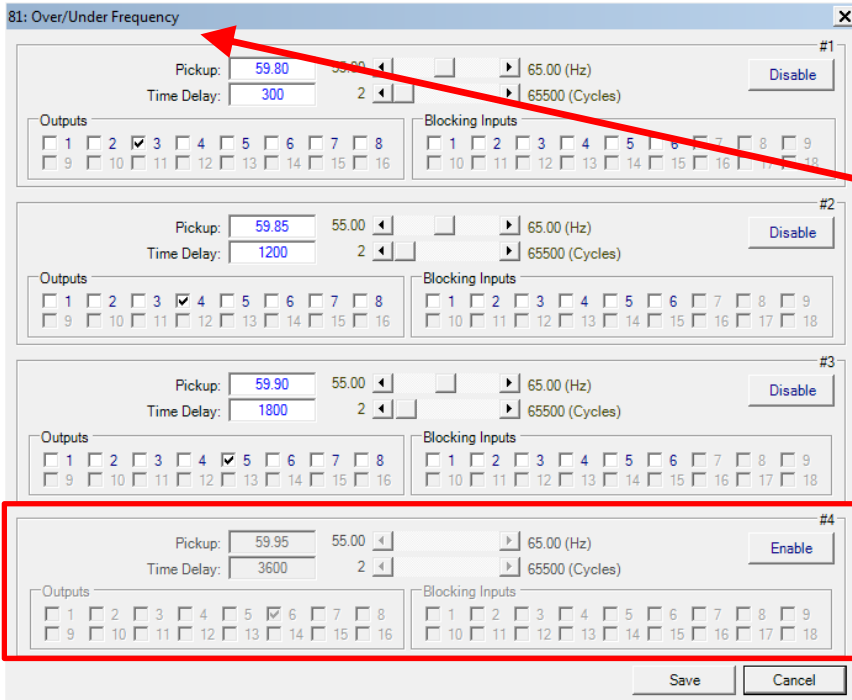 81: Over/Under Frequency
#1
Pickup: 59.80 55.00 65.00 (Hz) Disable
Time Delay: 300 2 65500 (Cycles)
Outputs Blocking Inputs
1 2 3 4 5 6 7 8 1 2 3 4 5 6 7 8 9
9 10 11 12 13 14 15 16 10 11 12 13 14 15 16 17 18
#2
Pickup: 59.85 55.00 65.00 (Hz) Disable
Time Delay: 1200 2 65500 (Cycles)
Outputs Blocking Inputs
1 2 3 4 5 6 7 8 1 2 3 4 5 6 7 8 9
9 10 11 12 13 14 15 16 10 11 12 13 14 15 16 17 18
#3
Pickup: 59.90 55.00 65.00 (Hz) Disable
Time Delay: 1800 2 65500 (Cycles)
Outputs Blocking Inputs
1 2 3 4 5 6 7 8 1 2 3 4 5 6 7 8 9
9 10 11 12 13 14 15 16 10 11 12 13 14 15 16 17 18
#4
Pickup: 59.95 55.00 65.00 (Hz) Enable
Time Delay: 3600 2 65500 (Cycles)
Outputs Blocking Inputs
1 2 3 4 5 6 7 8 1 2 3 4 5 6 7 8 9
9 10 11 12 13 14 15 16 10 11 12 13 14 15 16 17 18
Save Cancel